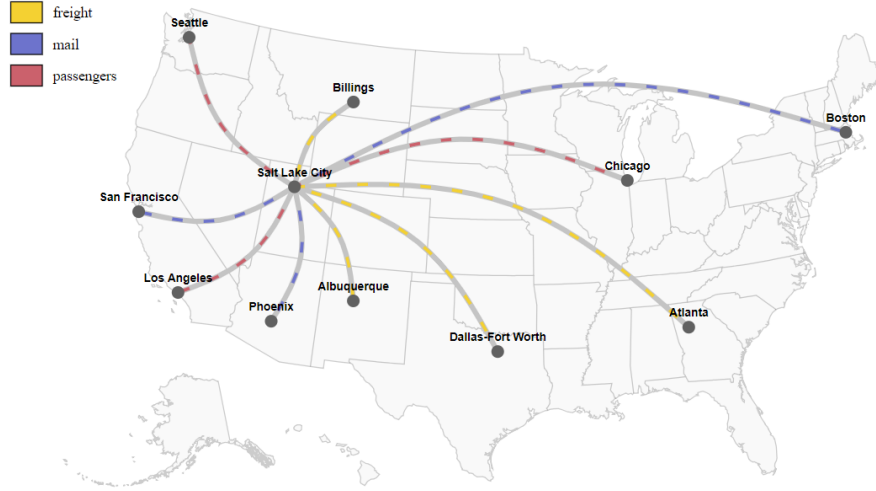 freight
mail
passengers
Seattle
Billings
Boston
Chicago
Salt Lake City
San Francisco
Los Angeles
Albuquerque
Phoenix
Atlanta
Dallas-Fort Worth